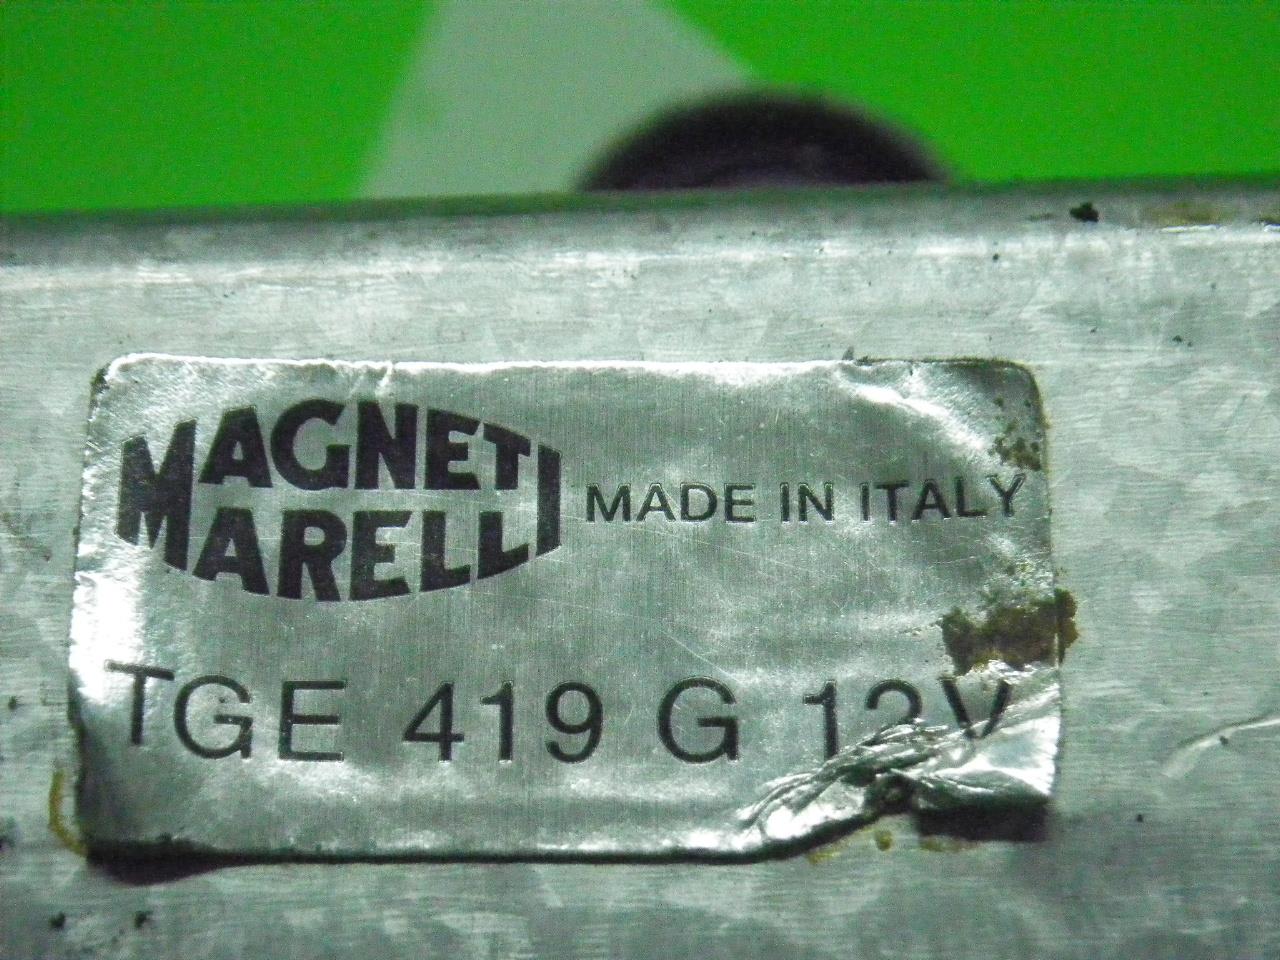 MAGNETI
MARELLI
MADE IN ITALY
TGE 419 G 12V